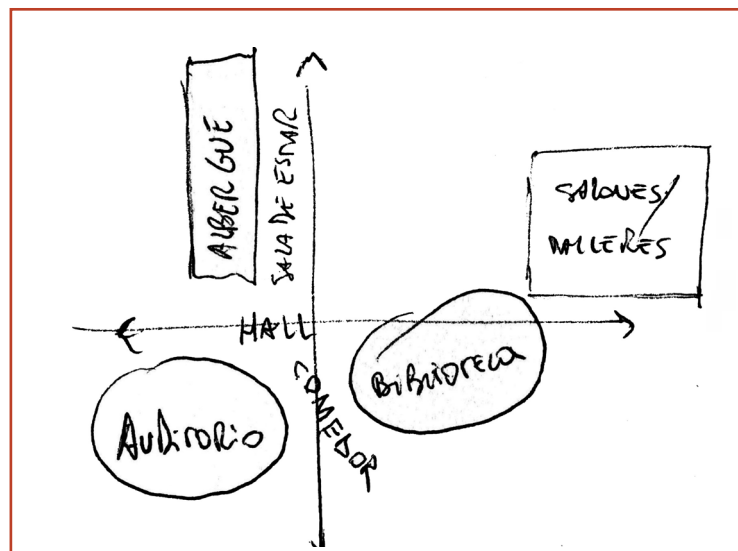 ALBERGUE
SALA DE ESTAR
SALONES/
TALLERES
HALL
BIBLIOTECA
COMEDOR
AUDITORIO